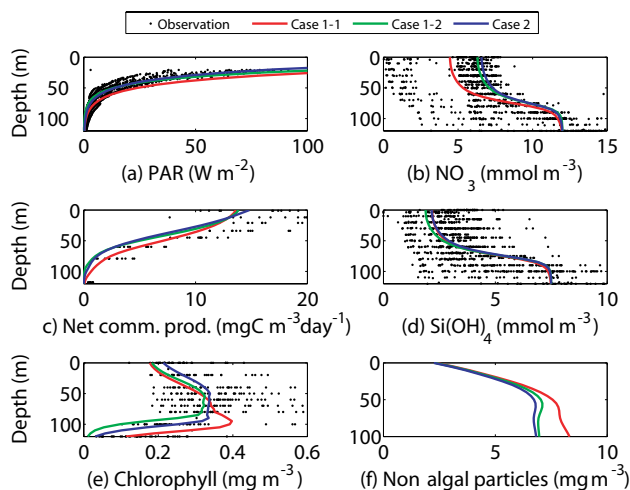 Observation Case 1-1 Case 1-2 Case 2
Depth (m)
0
50
100
0 50 100
(a) PAR (W m⁻²)
0
50
100
0 5 10 15
(b) NO₃ (mmol m⁻³)
Depth (m)
0
50
100
0 10 20
c) Net comm. prod. (mgC m⁻³day⁻¹)
0
50
100
0 5 10
(d) Si(OH)₄ (mmol m⁻³)
Depth (m)
0
50
100
0 0.2 0.4 0.6
(e) Chlorophyll (mg m⁻³)
0
50
100
0 5 10
(f) Non algal particles (mg m⁻³)